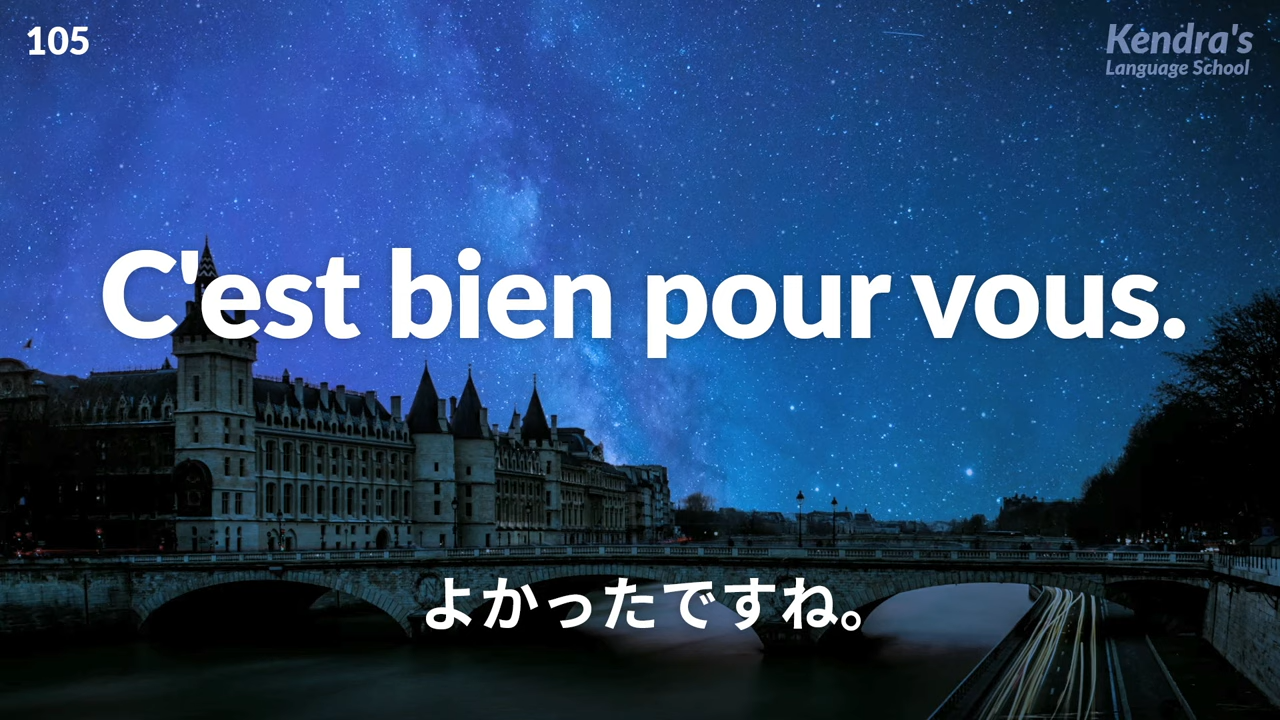 105
Kendra's
Language School
C'est bien pour vous.
よかったですね。